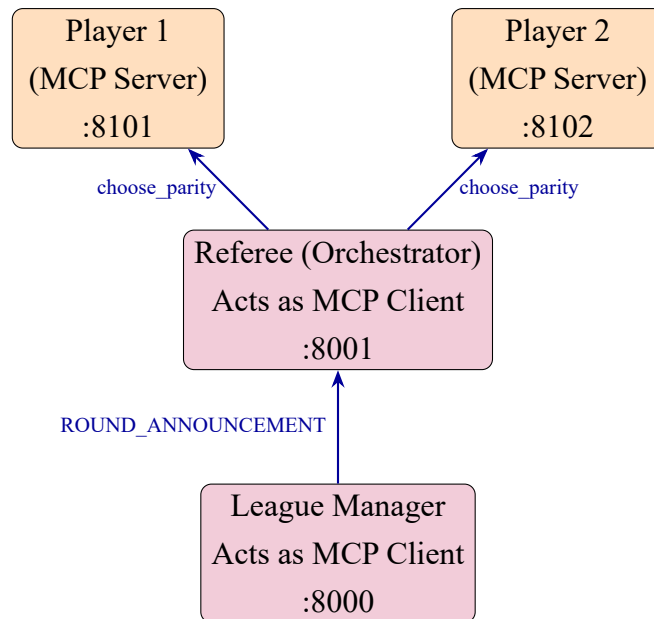 Player 1
(MCP Server)
:8101
Player 2
(MCP Server)
:8102
choose_parity
choose_parity
Referee (Orchestrator)
Acts as MCP Client
:8001
ROUND_ANNOUNCEMENT
League Manager
Acts as MCP Client
:8000